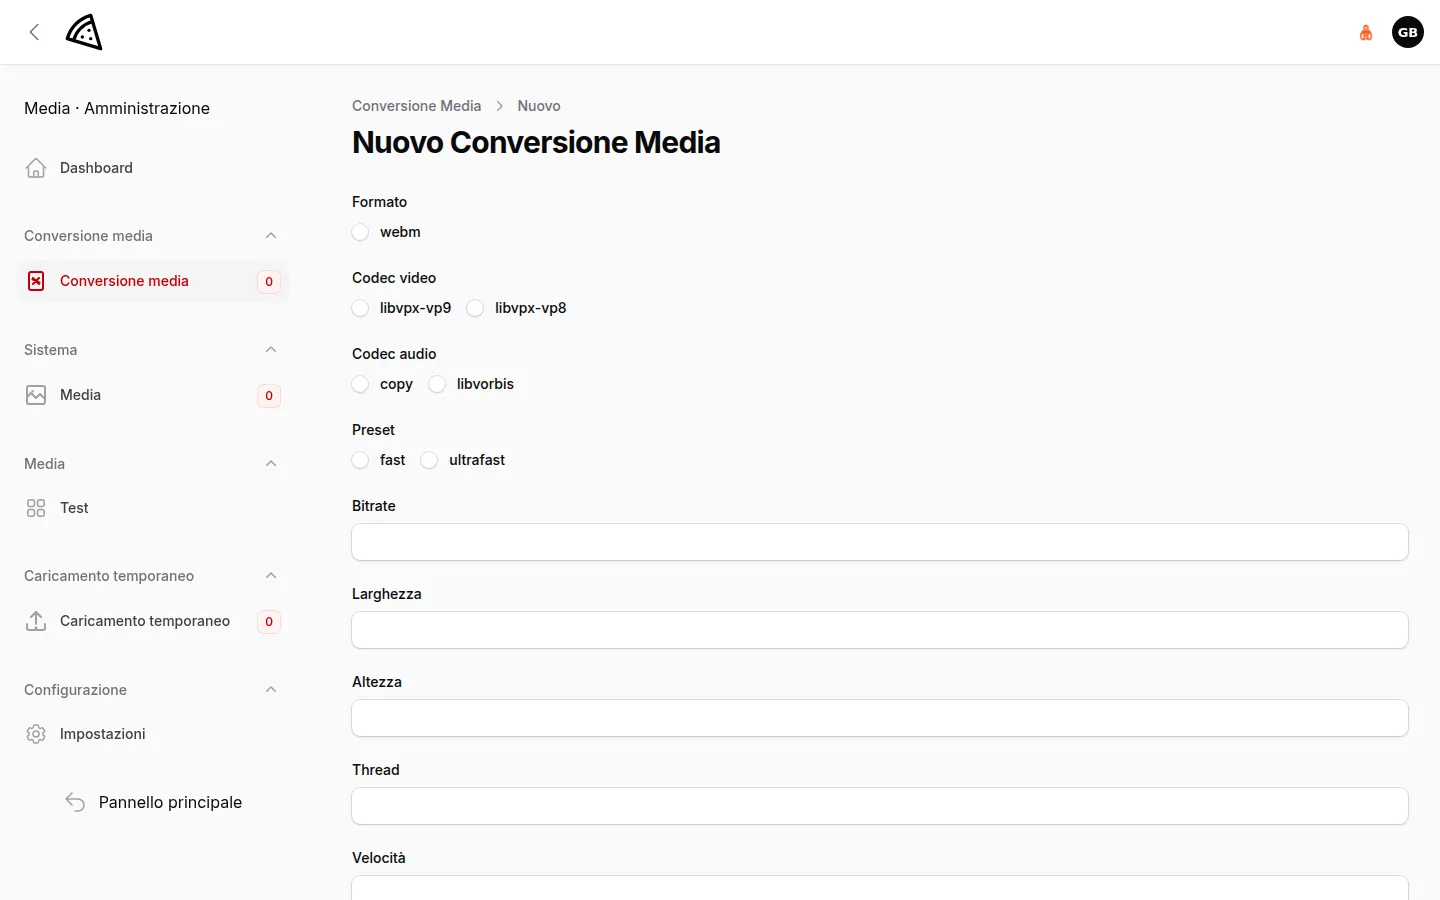 GB
Media · Amministrazione
Dashboard
Conversione media
Conversione media 0
Sistema
Media 0
Media
Test
Caricamento temporaneo
Caricamento temporaneo 0
Configurazione
Impostazioni
Pannello principale
Conversione Media > Nuovo
Nuovo Conversione Media
Formato
webm
Codec video
libvpx-vp9 libvpx-vp8
Codec audio
copy libvorbis
Preset
fast ultrafast
Bitrate
Larghezza
Altezza
Thread
Velocità